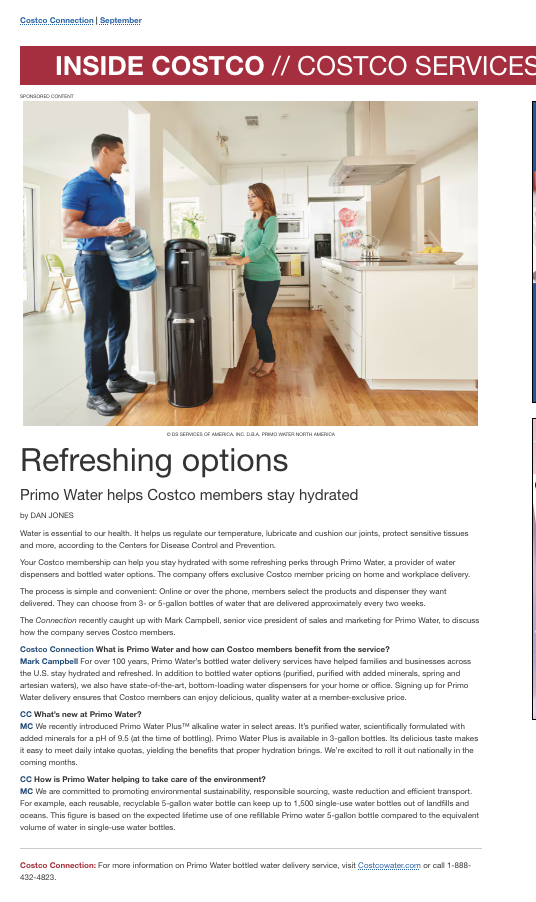 Costco Connection | September
INSIDE COSTCO // COSTCO SERVICES
SPONSORED CONTENT
© DS SERVICES OF AMERICA, INC. D.B.A. PRIMO WATER NORTH AMERICA
Refreshing options
Primo Water helps Costco members stay hydrated
by DAN JONES
Water is essential to our health. It helps us regulate our temperature, lubricate and cushion our joints, protect sensitive tissues
and more, according to the Centers for Disease Control and Prevention.
Your Costco membership can help you stay hydrated with some refreshing perks through Primo Water, a provider of water
dispensers and bottled water options. The company offers exclusive Costco member pricing on home and workplace delivery.
The process is simple and convenient: Online or over the phone, members select the products and dispenser they want
delivered. They can choose from 3- or 5-gallon bottles of water that are delivered approximately every two weeks.
The Connection recently caught up with Mark Campbell, senior vice president of sales and marketing for Primo Water, to discuss
how the company serves Costco members.
Costco Connection What is Primo Water and how can Costco members benefit from the service?
Mark Campbell For over 100 years, Primo Water's bottled water delivery services have helped families and businesses across
the U.S. stay hydrated and refreshed. In addition to bottled water options (purified, purified with added minerals, spring and
artesian waters), we also have state-of-the-art, bottom-loading water dispensers for your home or office. Signing up for Primo
Water delivery ensures that Costco members can enjoy delicious, quality water at a member-exclusive price.
CC What's new at Primo Water?
MC We recently introduced Primo Water Plus™ alkaline water in select areas. It's purified water, scientifically formulated with
added minerals for a pH of 9.5 (at the time of bottling). Primo Water Plus is available in 3-gallon bottles. Its delicious taste makes
it easy to meet daily intake quotas, yielding the benefits that proper hydration brings. We're excited to roll it out nationally in the
coming months.
CC How is Primo Water helping to take care of the environment?
MC We are committed to promoting environmental sustainability, responsible sourcing, waste reduction and efficient transport.
For example, each reusable, recyclable 5-gallon water bottle can keep up to 1,500 single-use water bottles out of landfills and
oceans. This figure is based on the expected lifetime use of one refillable Primo water 5-gallon bottle compared to the equivalent
volume of water in single-use water bottles.
Costco Connection: For more information on Primo Water bottled water delivery service, visit Costcowater.com or call 1-888-
432-4823.